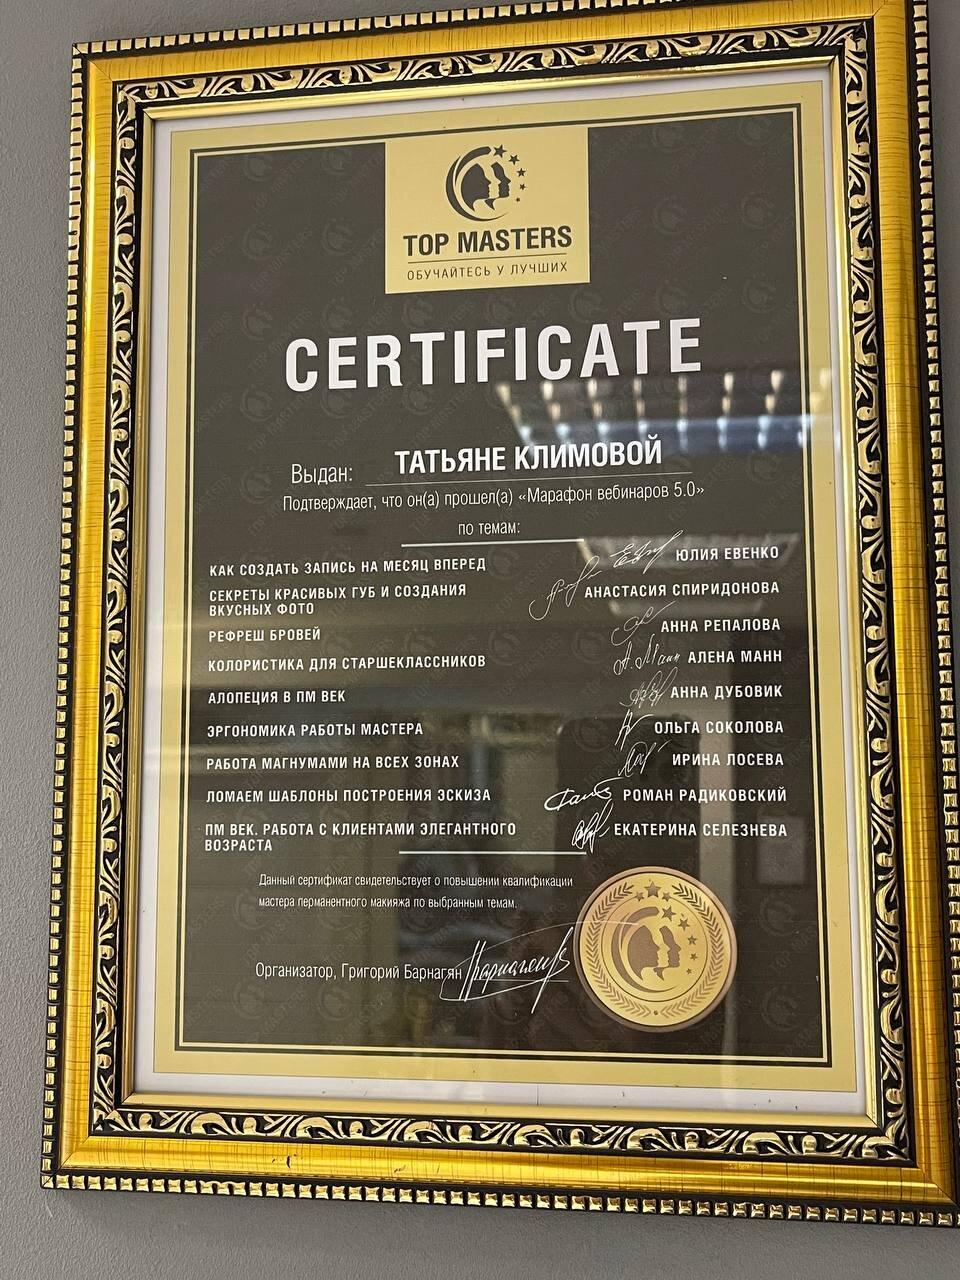 TOP MASTERS
ОБУЧАЙТЕСЬ У ЛУЧШИХ
CERTIFICATE
Выдан: ТАТЬЯНЕ КЛИМОВОЙ
Подтверждает, что он(а) прошел(а) «Марафон вебинаров 5.0»
по темам:
КАК СОЗДАТЬ ЗАПИСЬ НА МЕСЯЦ ВПЕРЕД ЮЛИЯ ЕВЕНКО
СЕКРЕТЫ КРАСИВЫХ ГУБ И СОЗДАНИЯ
ВКУСНЫХ ФОТО АНАСТАСИЯ СПИРИДОНОВА
РЕФРЕШ БРОВЕЙ АННА РЕПАЛОВА
КОЛОРИСТИКА ДЛЯ СТАРШЕКЛАССНИКОВ А.Манн АЛЕНА МАНН
АЛОПЕЦИЯ В ПМ ВЕК АННА ДУБОВИК
ЭРГОНОМИКА РАБОТЫ МАСТЕРА ОЛЬГА СОКОЛОВА
РАБОТА МАГНУМАМИ НА ВСЕХ ЗОНАХ ИРИНА ЛОСЕВА
ЛОМАЕМ ШАБЛОНЫ ПОСТРОЕНИЯ ЭСКИЗА РОМАН РАДИКОВСКИЙ
ПМ ВЕК. РАБОТА С КЛИЕНТАМИ ЭЛЕГАНТНОГО
ВОЗРАСТА ЕКАТЕРИНА СЕЛЕЗНЕВА
Данный сертификат свидетельствует о повышении квалификации
мастера перманентного макияжа по выбранным темам.
Организатор, Григорий Барнагян